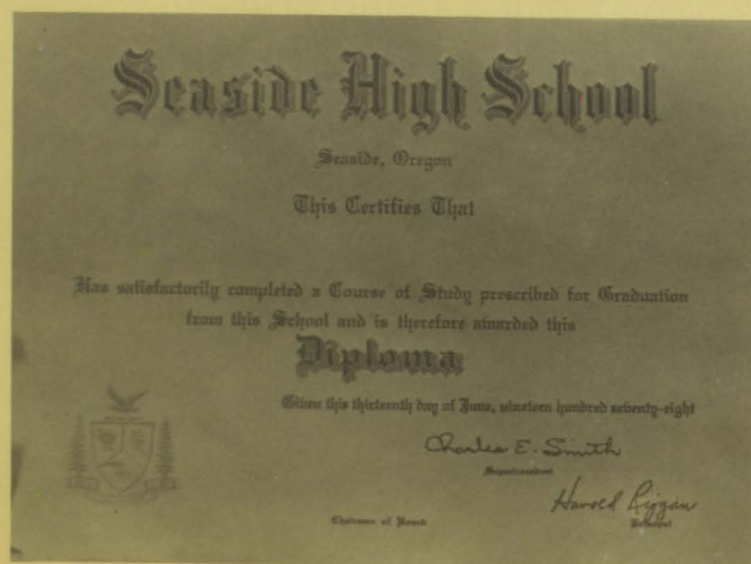 Seaside High School
Seaside, Oregon
This Certifies That
Has satisfactorily completed a Course of Study prescribed for Graduation
from this School and is therefore awarded this
Diploma
Given this thirteenth day of June, nineteen hundred seventy-eight
Charles E. Smith
Superintendent
Harold Riggan
Principal
Chairman of Board